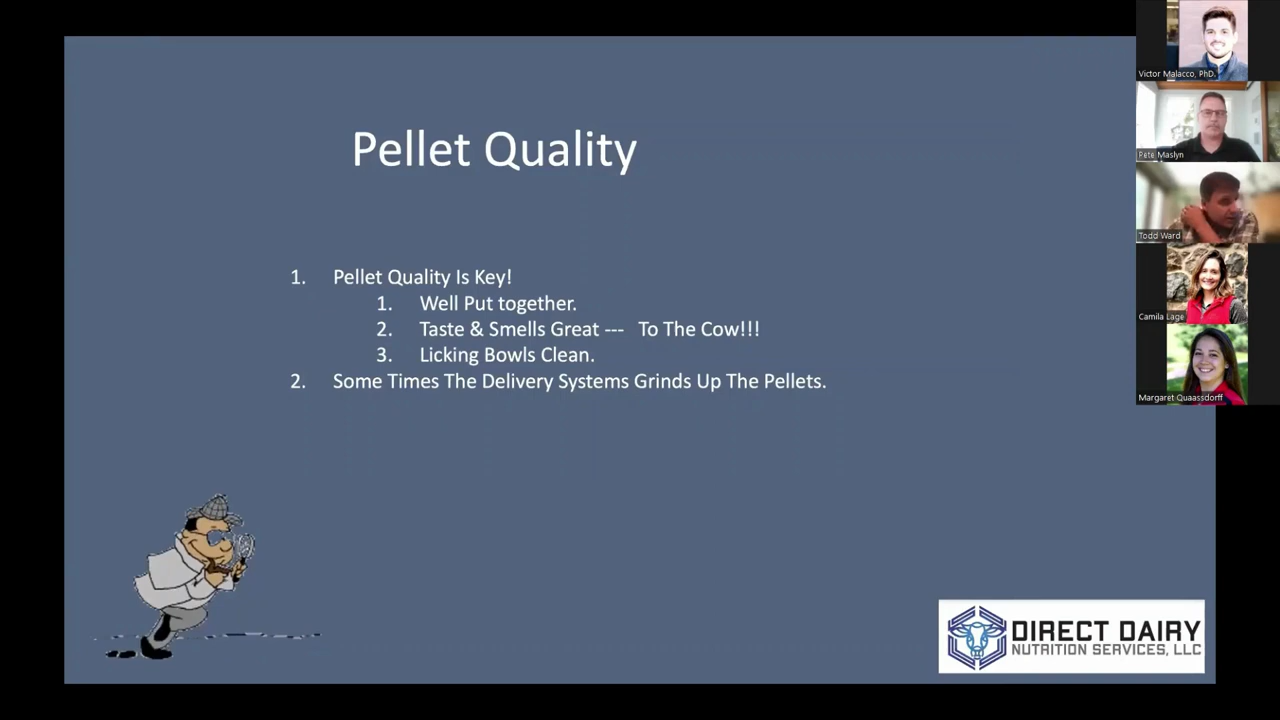 Pellet Quality
1. Pellet Quality Is Key!
1. Well Put together.
2. Taste & Smells Great --- To The Cow!!!
3. Licking Bowls Clean.
2. Some Times The Delivery Systems Grinds Up The Pellets.
DIRECT DAIRY
NUTRITION SERVICES, LLC
Victor Malacco, PhD.
Pete Maslyn
Todd Ward
Camila Lage
Margaret Quaassdorff